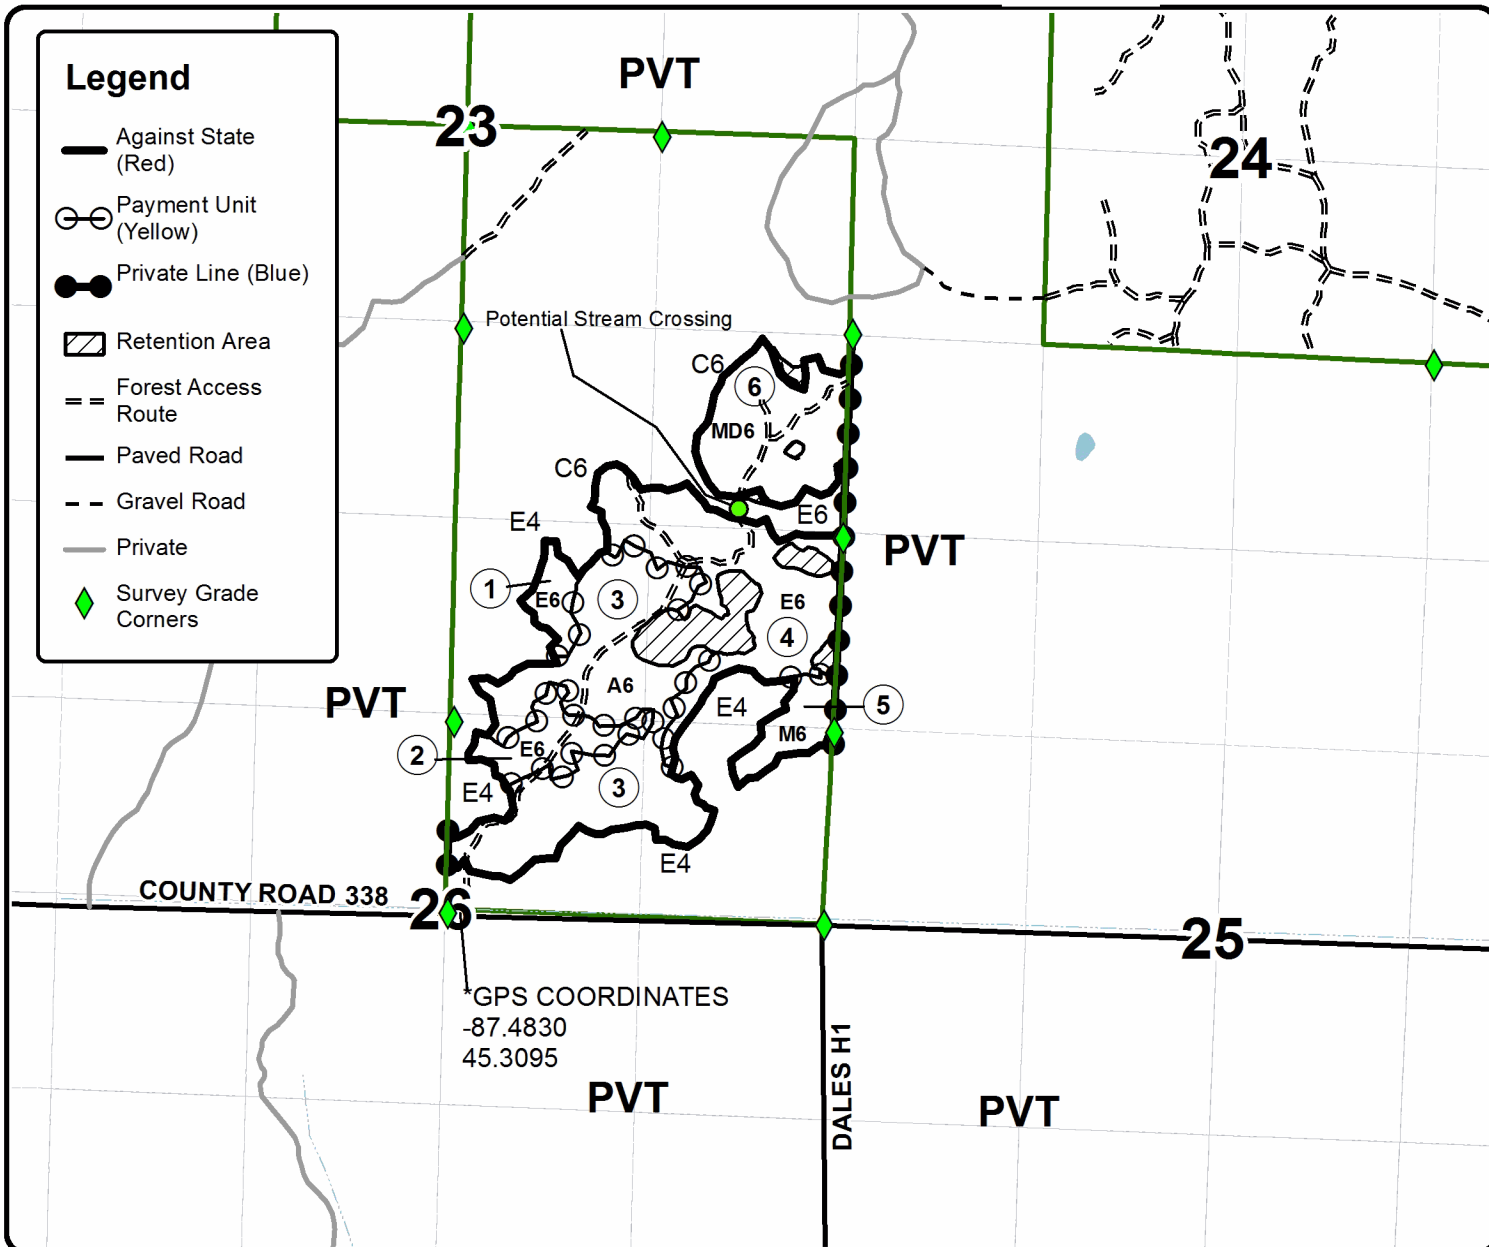 Legend
Against State
(Red)
Payment Unit
(Yellow)
Private Line (Blue)
Retention Area
Forest Access
Route
Paved Road
Gravel Road
Private
Survey Grade
Corners
PVT
23
24
Potential Stream Crossing
C6
6
MD6
C6
E4
E6
PVT
1
E6
3
E6
4
A6
PVT
E4
5
M6
2
E6
E4
3
E4
COUNTY ROAD 338
26
25
*GPS COORDINATES
-87.4830
45.3095
DALES H1
PVT
PVT